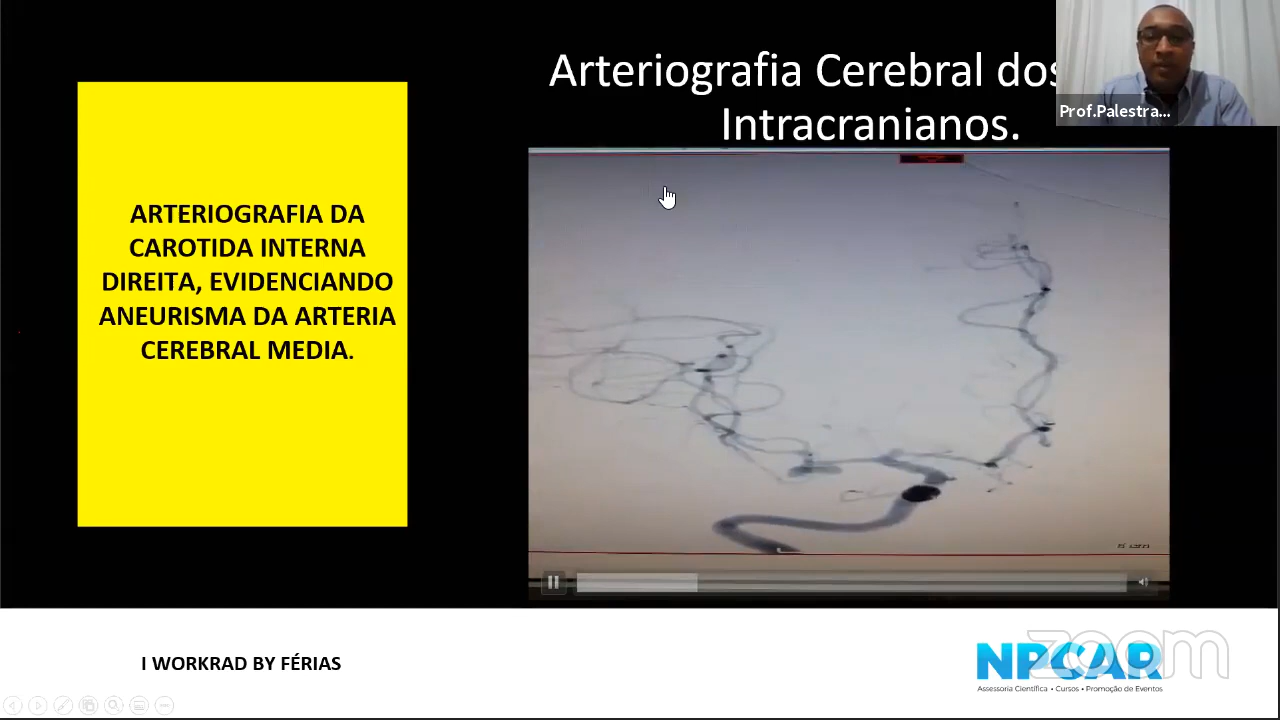 Arteriografia Cerebral dos
Intracranianos.
Prof.Palestra...
ARTERIOGRAFIA DA
CAROTIDA INTERNA
DIREITA, EVIDENCIANDO
ANEURISMA DA ARTERIA
CEREBRAL MEDIA.
I WORKRAD BY FÉRIAS
NPCAR
zoom
Assessoria Científica • Cursos • Promoção de Eventos